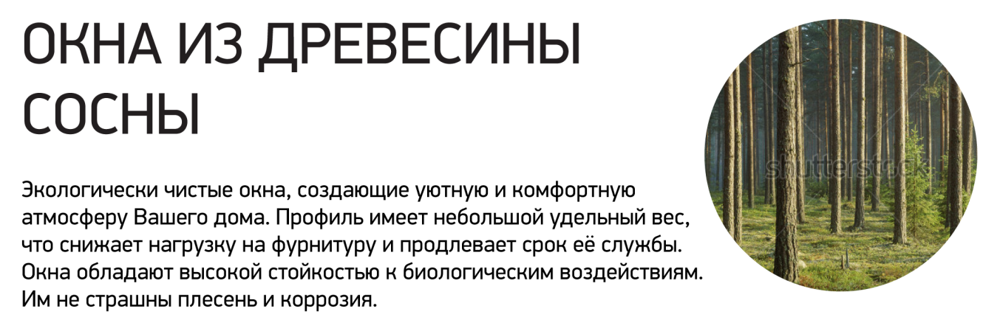 ОКНА ИЗ ДРЕВЕСИНЫ
СОСНЫ
Экологически чистые окна, создающие уютную и комфортную
атмосферу Вашего дома. Профиль имеет небольшой удельный вес,
что снижает нагрузку на фурнитуру и продлевает срок её службы.
Окна обладают высокой стойкостью к биологическим воздействиям.
Им не страшны плесень и коррозия.
shutterstock